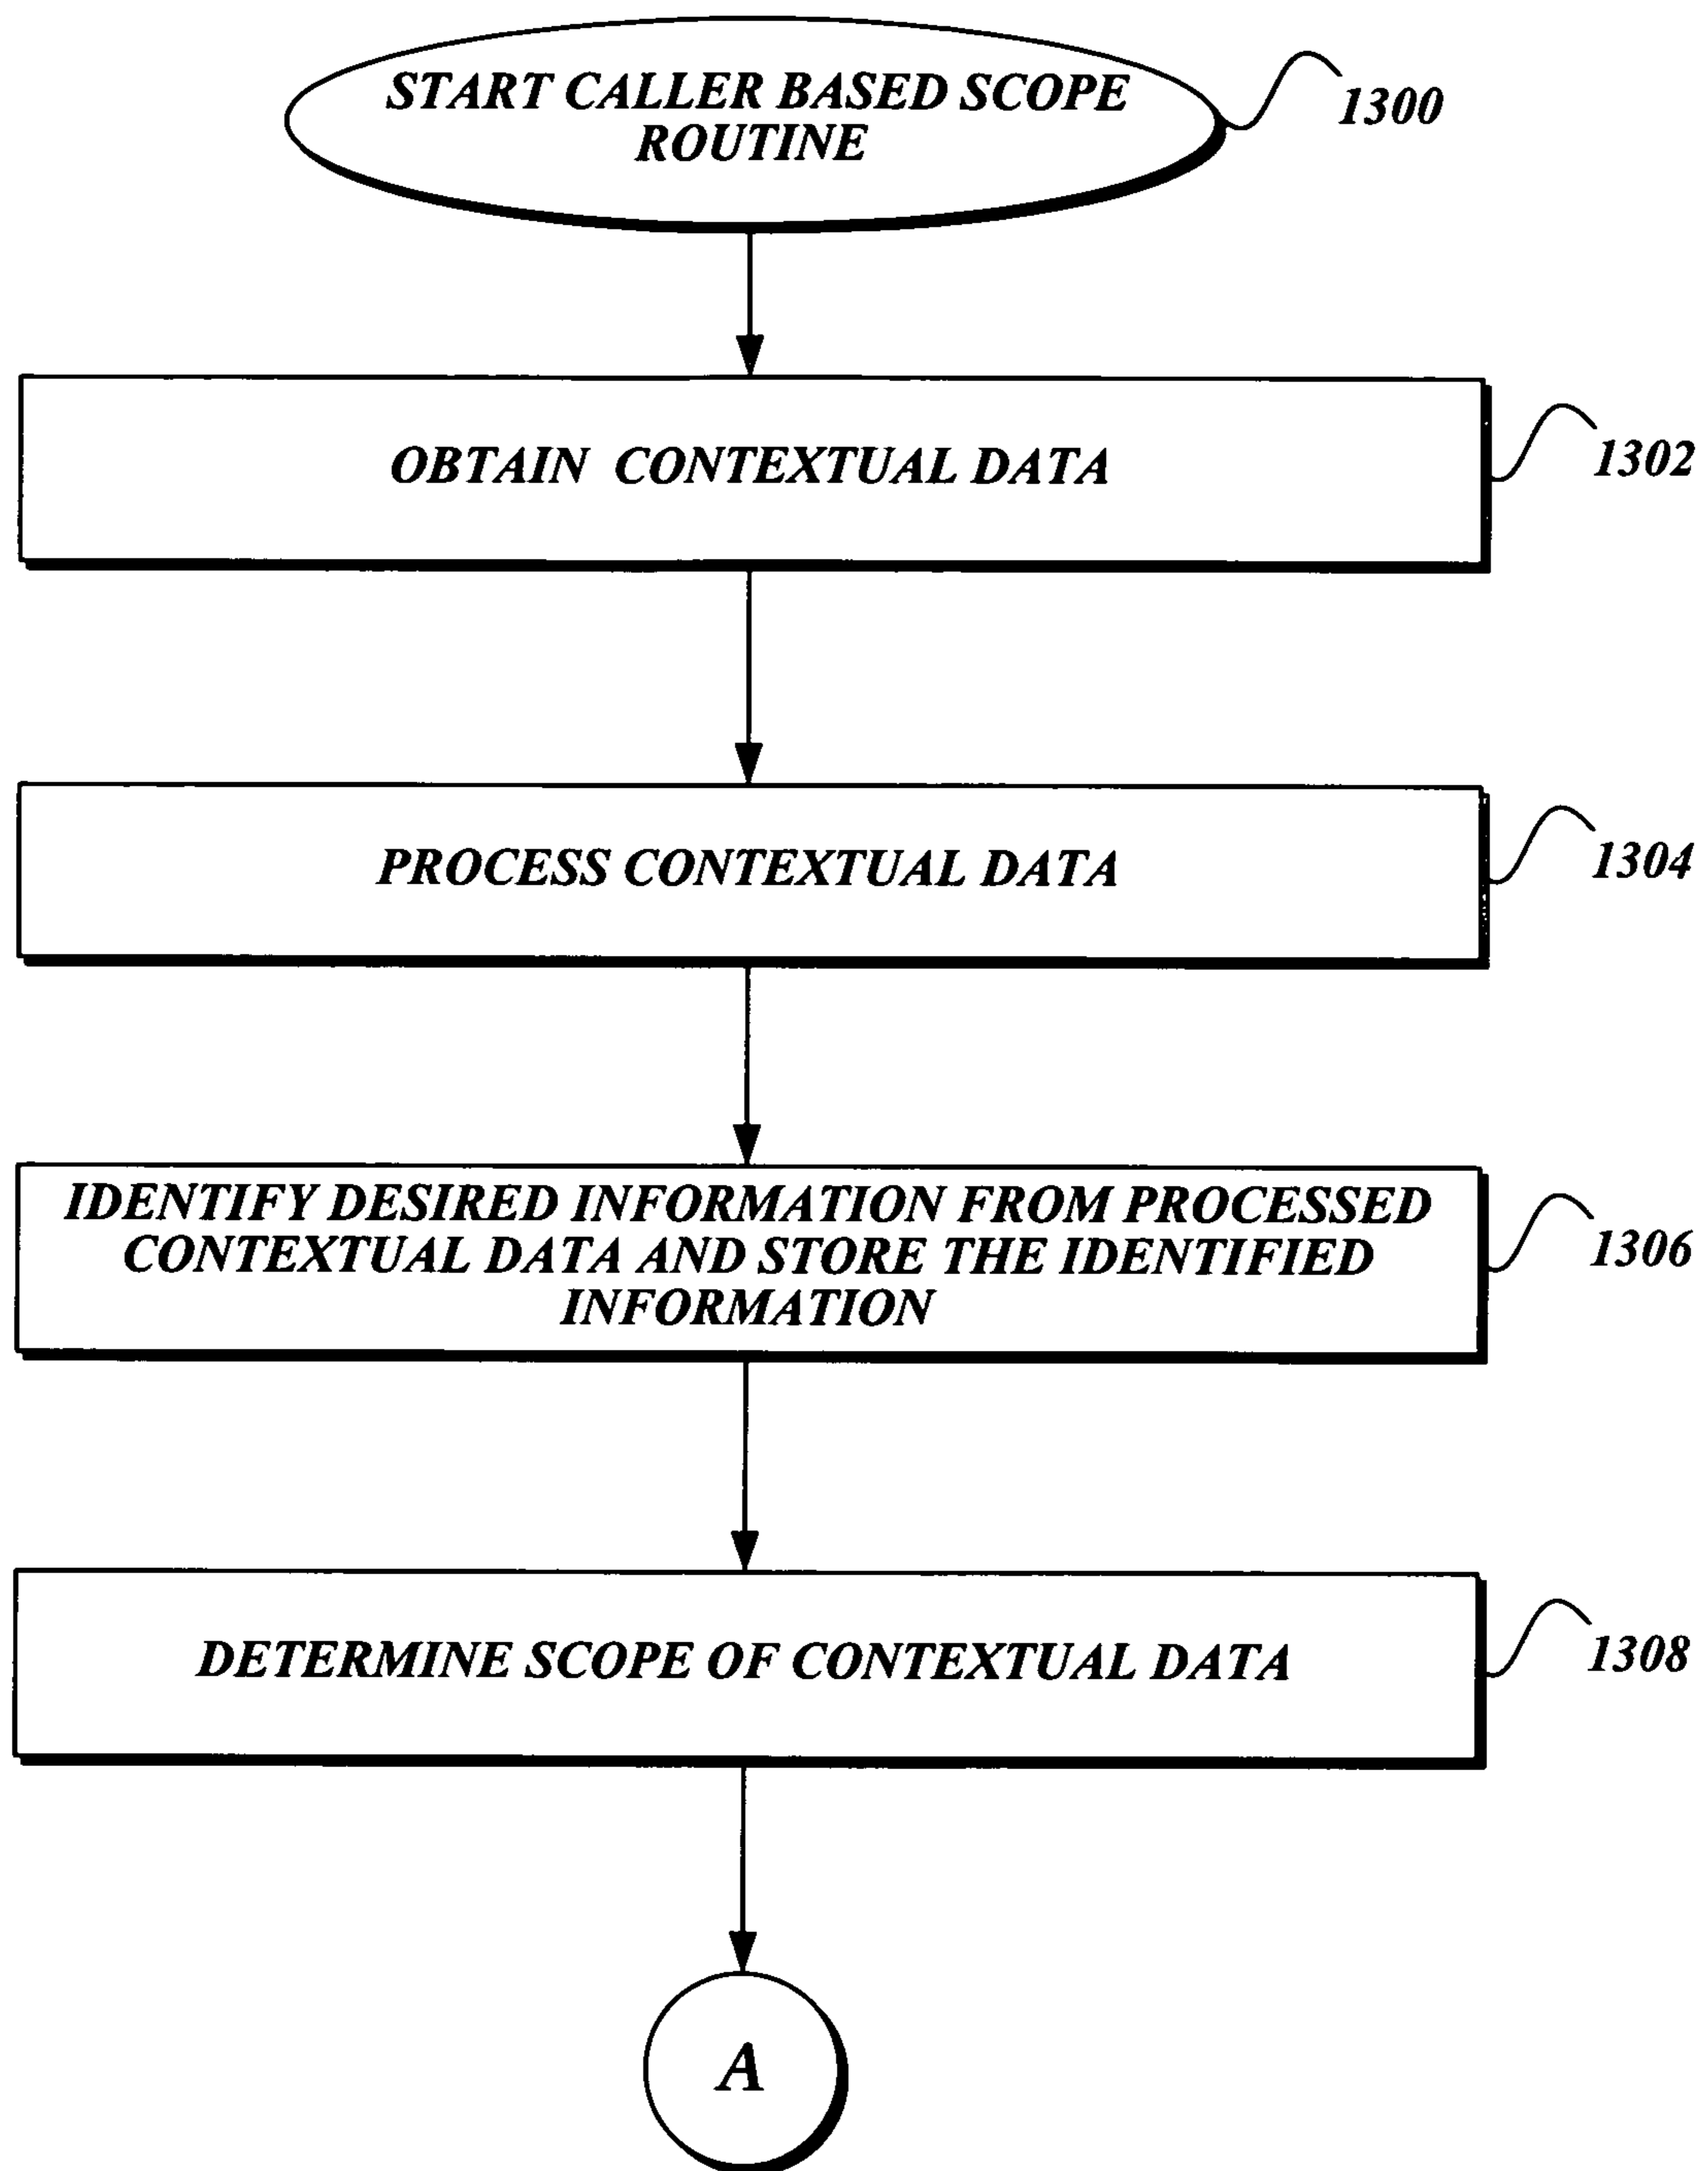 START CALLER BASED SCOPE
ROUTINE
1300
OBTAIN CONTEXTUAL DATA
1302
PROCESS CONTEXTUAL DATA
1304
IDENTIFY DESIRED INFORMATION FROM PROCESSED
CONTEXTUAL DATA AND STORE THE IDENTIFIED
INFORMATION
1306
DETERMINE SCOPE OF CONTEXTUAL DATA
1308
A